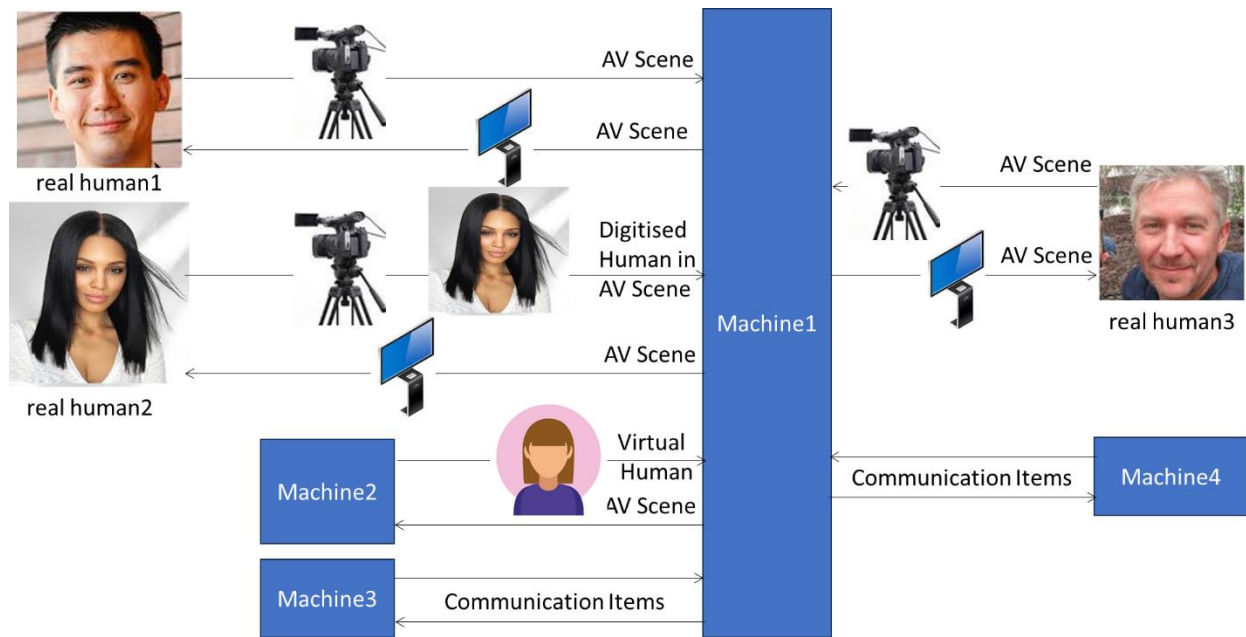 AV Scene
AV Scene
real human1
Digitised
Human in
AV Scene
AV Scene
real human2
Virtual
Human
Machine2
AV Scene
Machine3
Communication Items
Machine1
AV Scene
AV Scene
real human3
Communication Items
Machine4